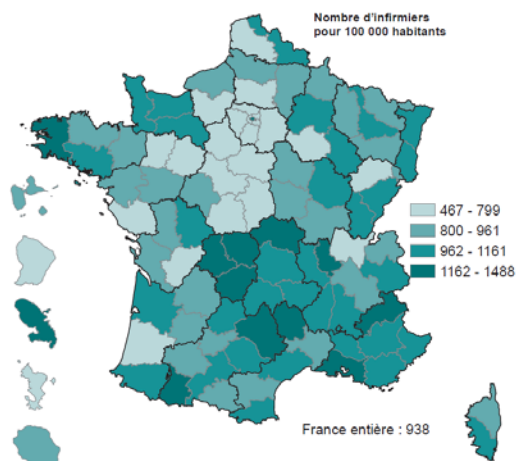 Nombre d'infirmiers
pour 100 000 habitants
467 - 799
800 - 961
962 - 1161
1162 - 1488
France entière : 938